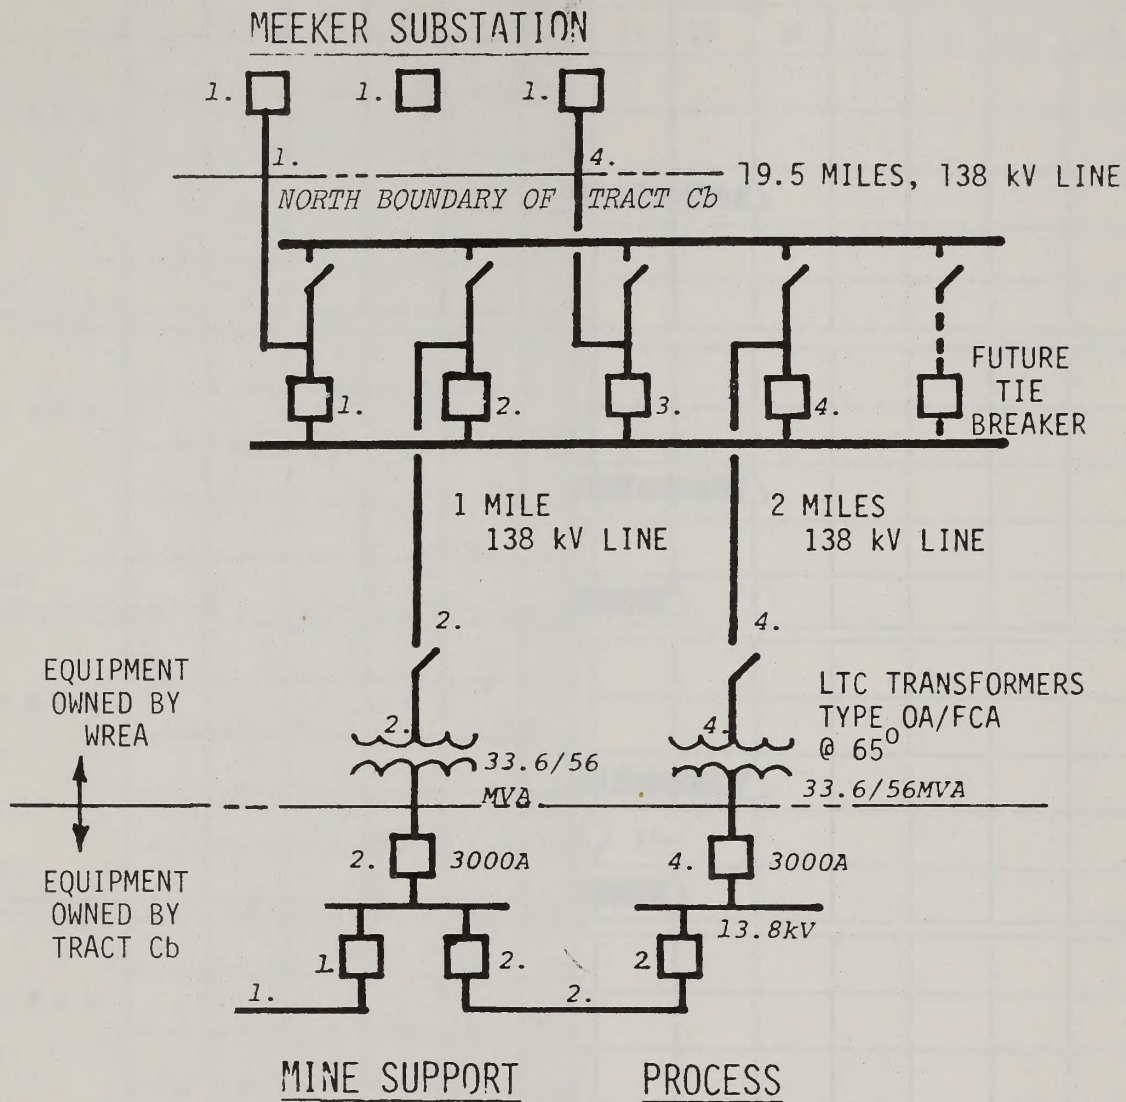 MEEKER SUBSTATION
1.
1.
1.
1.
4.
19.5 MILES, 138 kV LINE
NORTH BOUNDARY OF TRACT Cb
1.
2.
3.
4.
FUTURE
TIE
BREAKER
1 MILE
138 kV LINE
2 MILES
138 kV LINE
2.
4.
EQUIPMENT
OWNED BY
WREA
LTC TRANSFORMERS
TYPE OA/FCA
@ 65⁰
2.
4.
33.6/56
MVA
33.6/56MVA
EQUIPMENT
OWNED BY
TRACT Cb
2.
3000A
4.
3000A
13.8kV
1.
2.
2
1.
2.
MINE SUPPORT
PROCESS